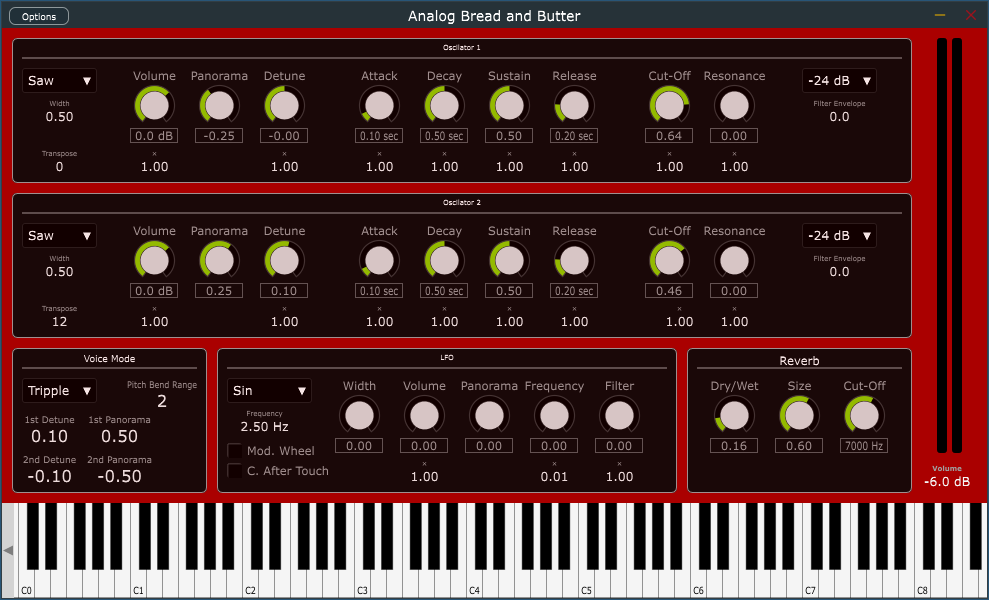 Options
Analog Bread and Butter
Oscilator 1
Saw ▼ Volume Panorama Detune Attack Decay Sustain Release Cut-Off Resonance -24 dB ▼
Width Filter Envelope
0.50 0.0
0.0 dB -0.25 -0.00 0.10 sec 0.50 sec 0.50 0.20 sec 0.64 0.00
Transpose × × × × × × × ×
0 1.00 1.00 1.00 1.00 1.00 1.00 1.00 1.00
Oscilator 2
Saw ▼ Volume Panorama Detune Attack Decay Sustain Release Cut-Off Resonance -24 dB ▼
Width Filter Envelope
0.50 0.0
0.0 dB 0.25 0.10 0.10 sec 0.50 sec 0.50 0.20 sec 0.46 0.00
Transpose × × × × × × × ×
12 1.00 1.00 1.00 1.00 1.00 1.00 1.00 1.00
Voice Mode
Tripple ▼ Pitch Bend Range
2
1st Detune 1st Panorama
0.10 0.50
2nd Detune 2nd Panorama
-0.10 -0.50
LFO
Sin ▼ Width Volume Panorama Frequency Filter
Frequency
2.50 Hz
0.00 0.00 0.00 0.00 0.00
Mod. Wheel
C. After Touch
× × ×
1.00 0.01 1.00
Reverb
Dry/Wet Size Cut-Off
0.16 0.60 7000 Hz
Volume
-6.0 dB
C0 C1 C2 C3 C4 C5 C6 C7 C8